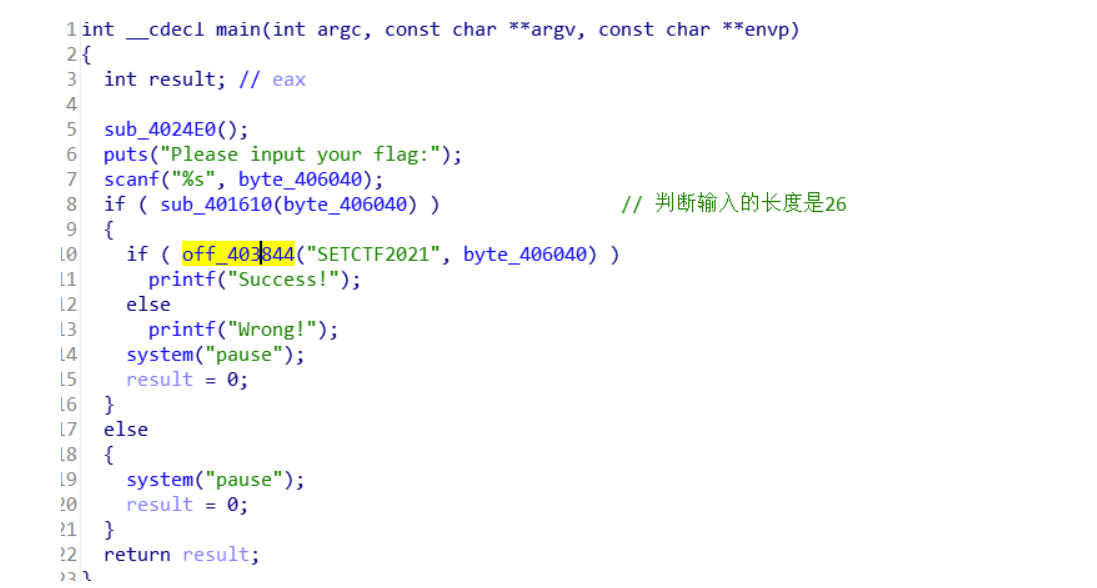 1 int __cdecl main(int argc, const char **argv, const char **envp)
2 {
3   int result; // eax
4
5   sub_4024E0();
6   puts("Please input your flag:");
7   scanf("%s", byte_406040);
8   if ( sub_401610(byte_406040) )                // 判断输入的长度是26
9   {
10     if ( off_403844("SETCTF2021", byte_406040) )
11       printf("Success!");
12     else
13       printf("Wrong!");
14     system("pause");
15     result = 0;
16   }
17   else
18   {
19     system("pause");
20     result = 0;
21   }
22   return result;
23 }